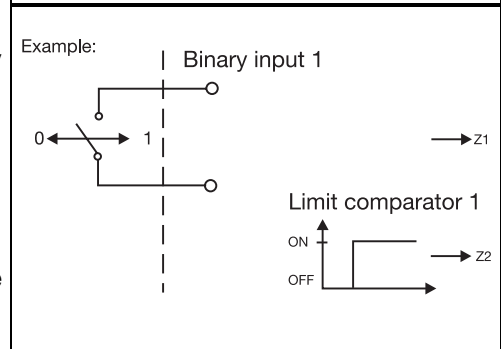 Example:
Binary input 1
0 1
Z1
Limit comparator 1
ON
Z2
OFF